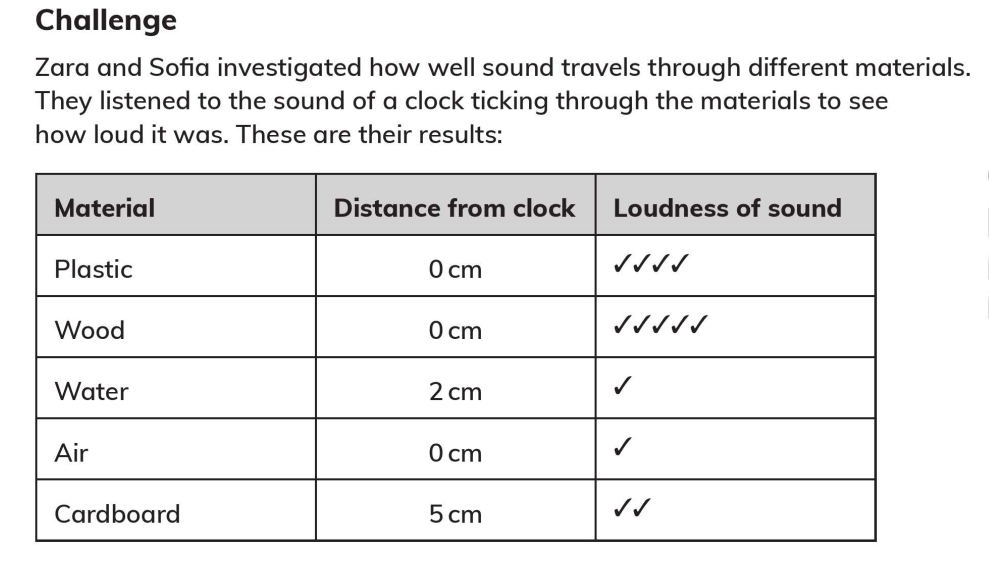 Challenge
Zara and Sofia investigated how well sound travels through different materials.
They listened to the sound of a clock ticking through the materials to see
how loud it was. These are their results:
Material Distance from clock Loudness of sound
Plastic 0 cm ✓✓✓✓
Wood 0 cm ✓✓✓✓✓
Water 2 cm ✓
Air 0 cm ✓
Cardboard 5 cm ✓✓